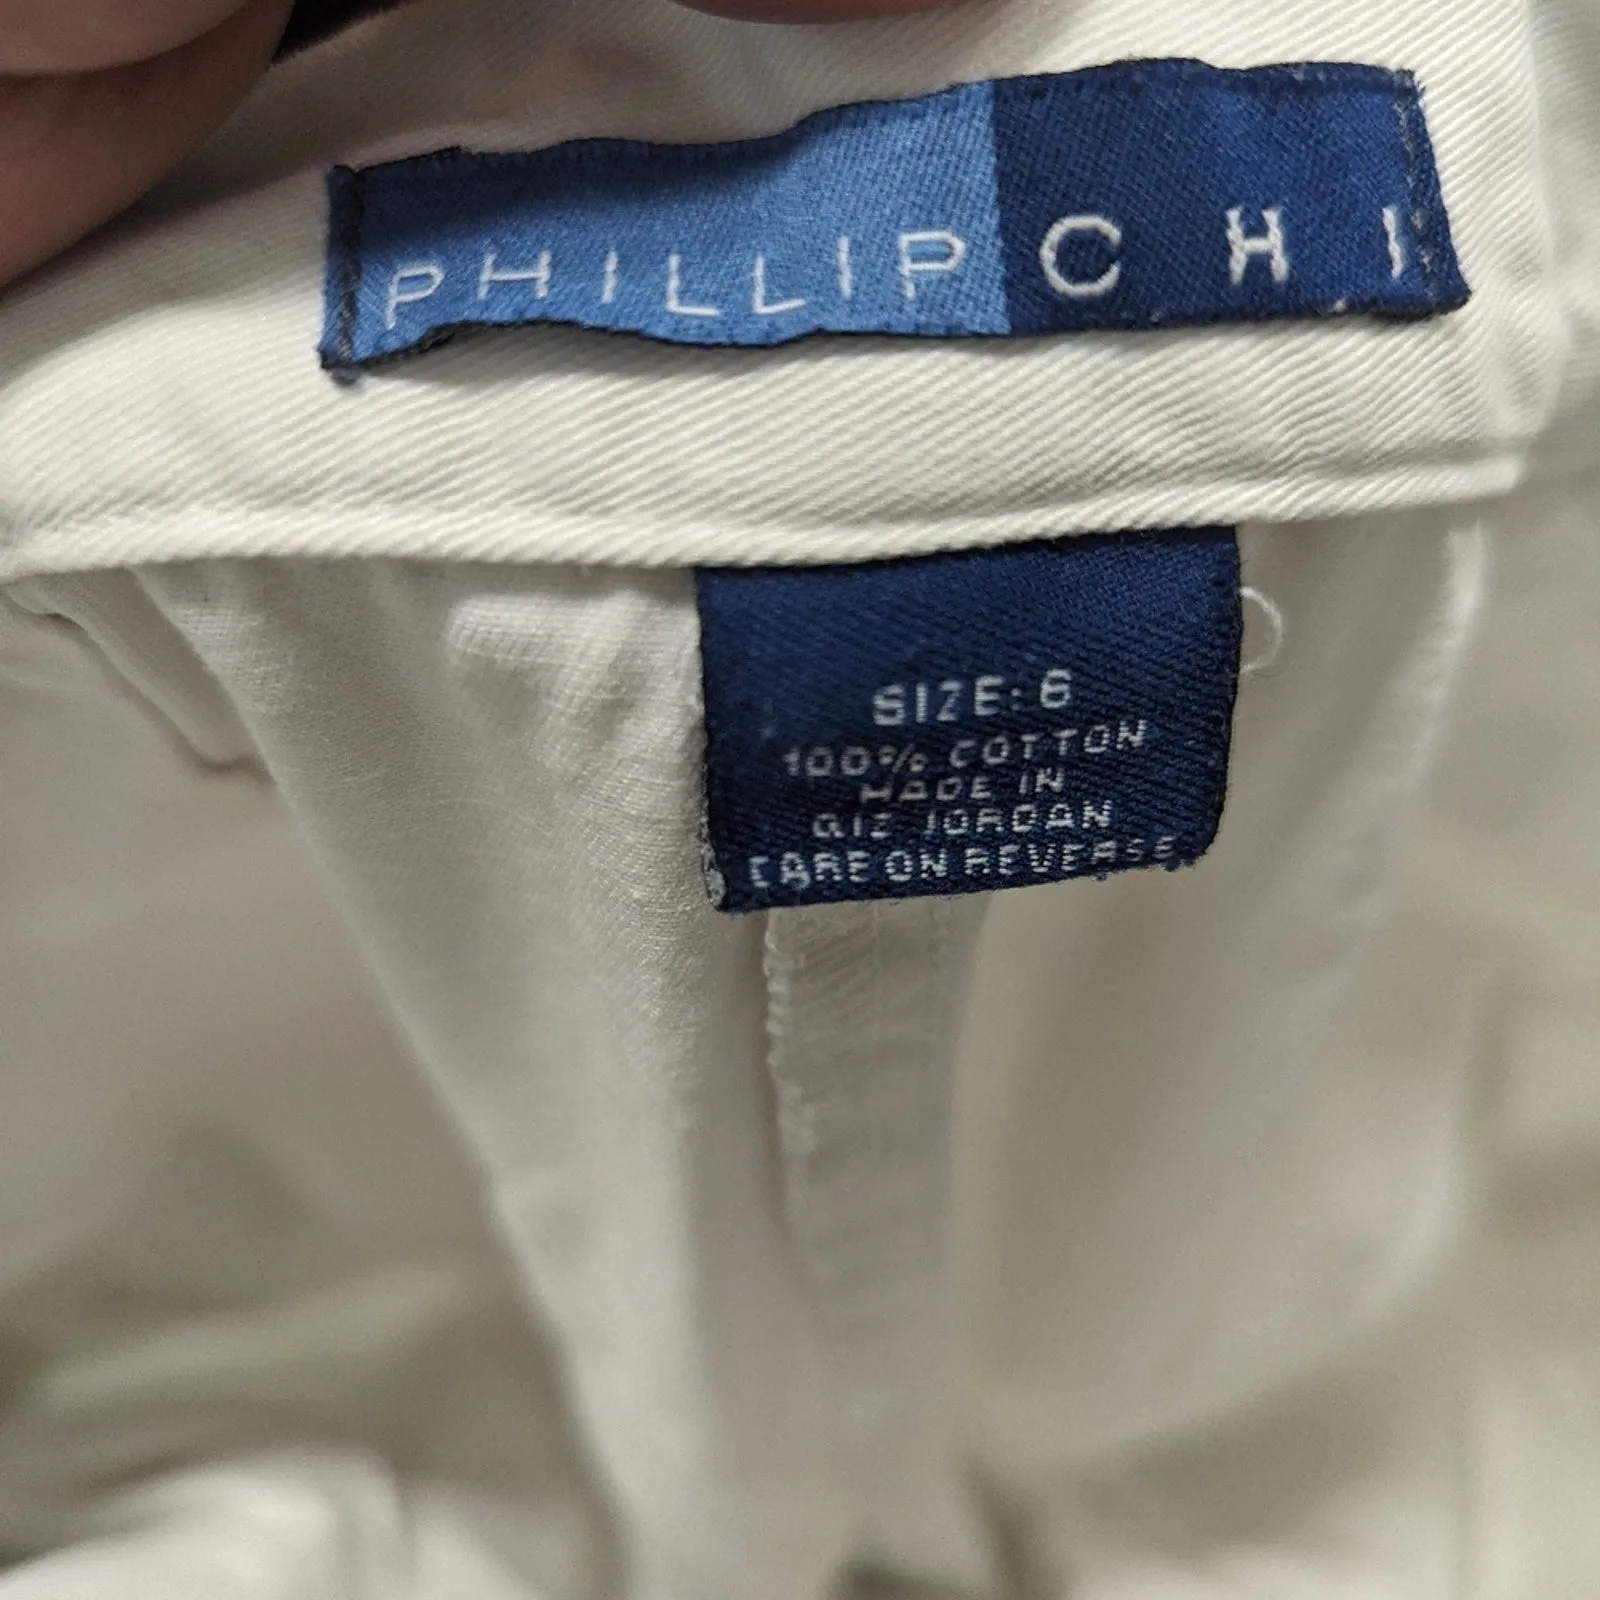 PHILLIP CHI
SIZE: 6
100% COTTON
MADE IN
QIZ JORDAN
CARE ON REVERSE